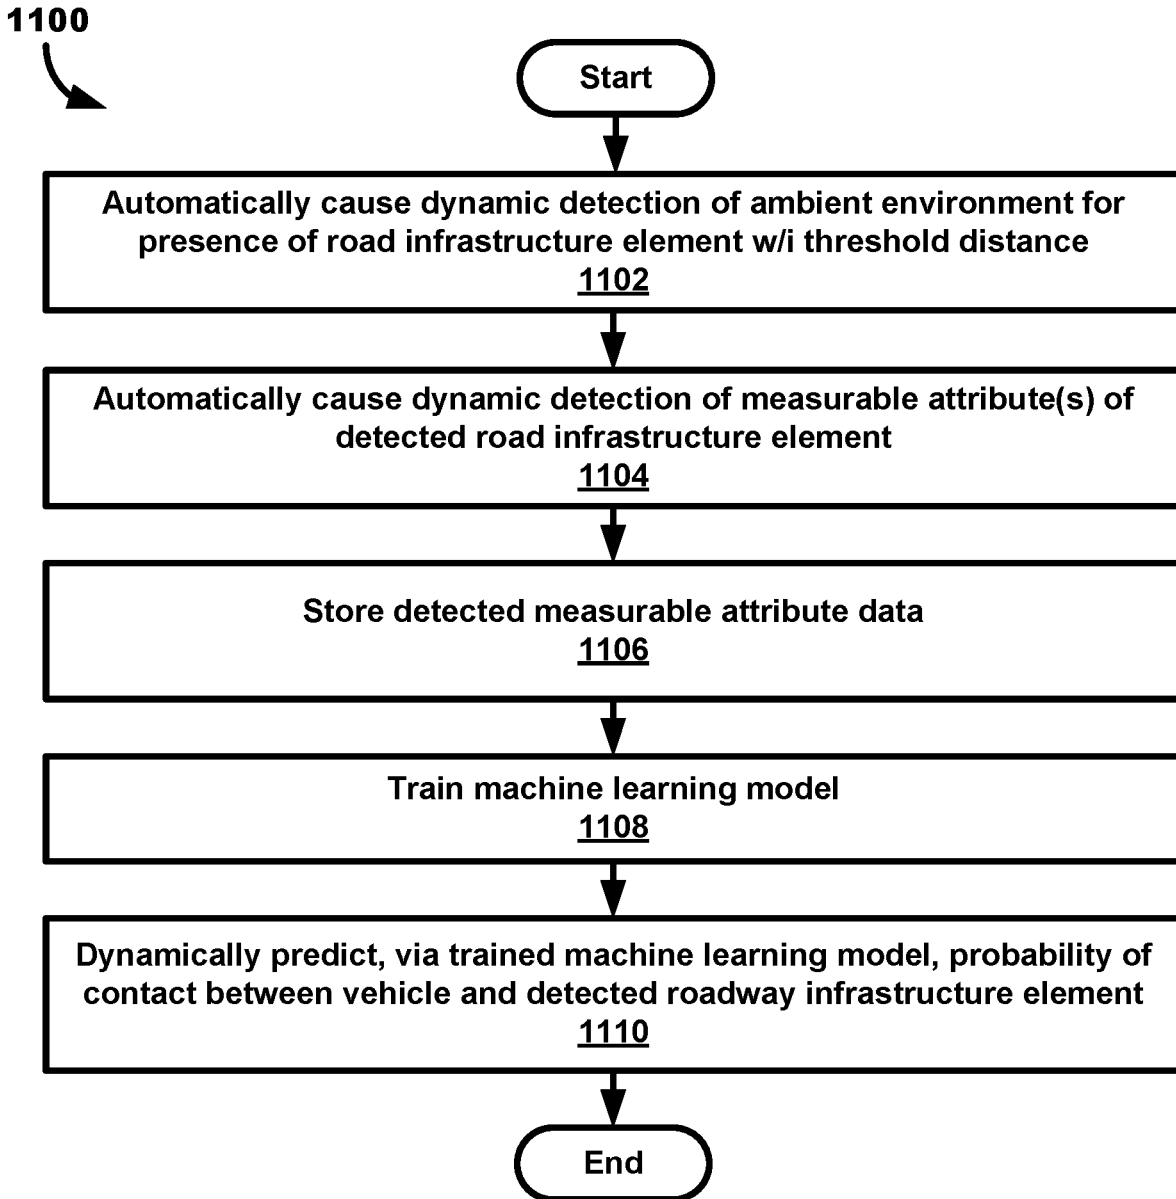 1100
Start
Automatically cause dynamic detection of ambient environment for
presence of road infrastructure element w/i threshold distance
1102
Automatically cause dynamic detection of measurable attribute(s) of
detected road infrastructure element
1104
Store detected measurable attribute data
1106
Train machine learning model
1108
Dynamically predict, via trained machine learning model, probability of
contact between vehicle and detected roadway infrastructure element
1110
End